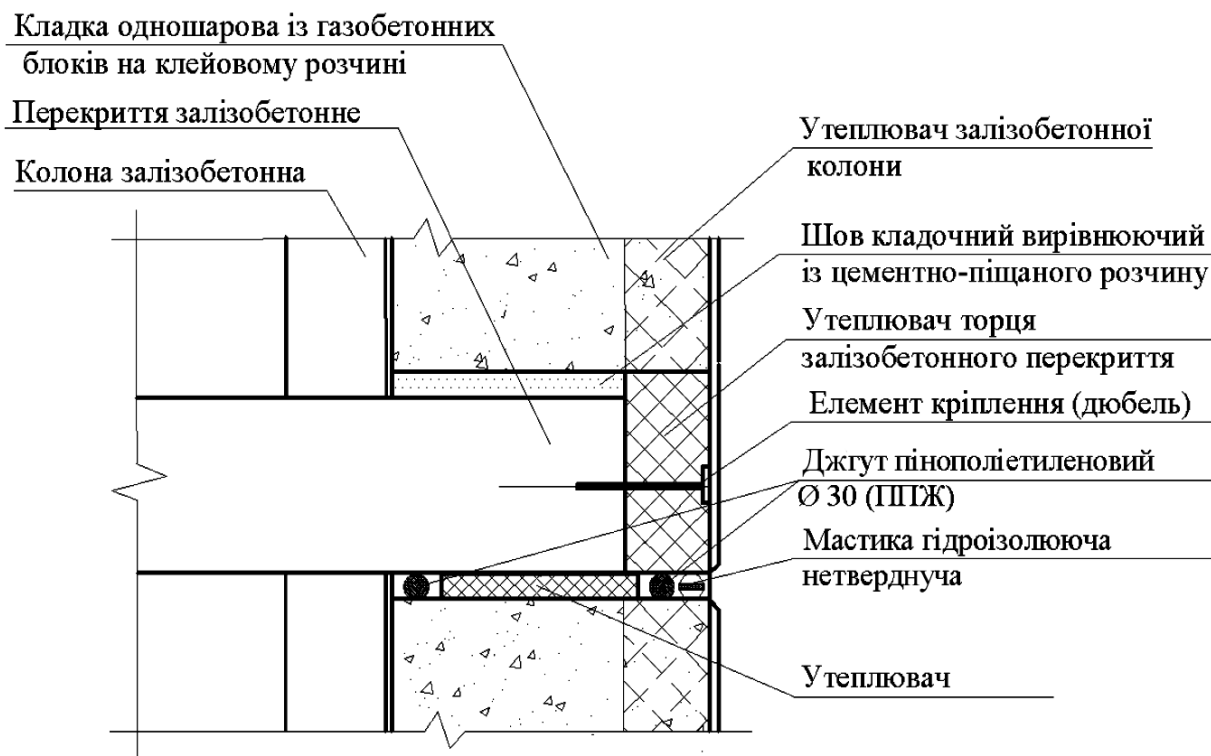 Кладка одношарова із газобетонних
блоків на клейовому розчині
Перекриття залізобетонне
Колона залізобетонна
Утеплювач залізобетонної
колони
Шов кладочний вирівнюючий
із цементно-піщаного розчину
Утеплювач торця
залізобетонного перекриття
Елемент кріплення (дюбель)
Джгут пінополіетиленовий
Ø 30 (ППЖ)
Мастика гідроізолююча
нетверднуча
Утеплювач